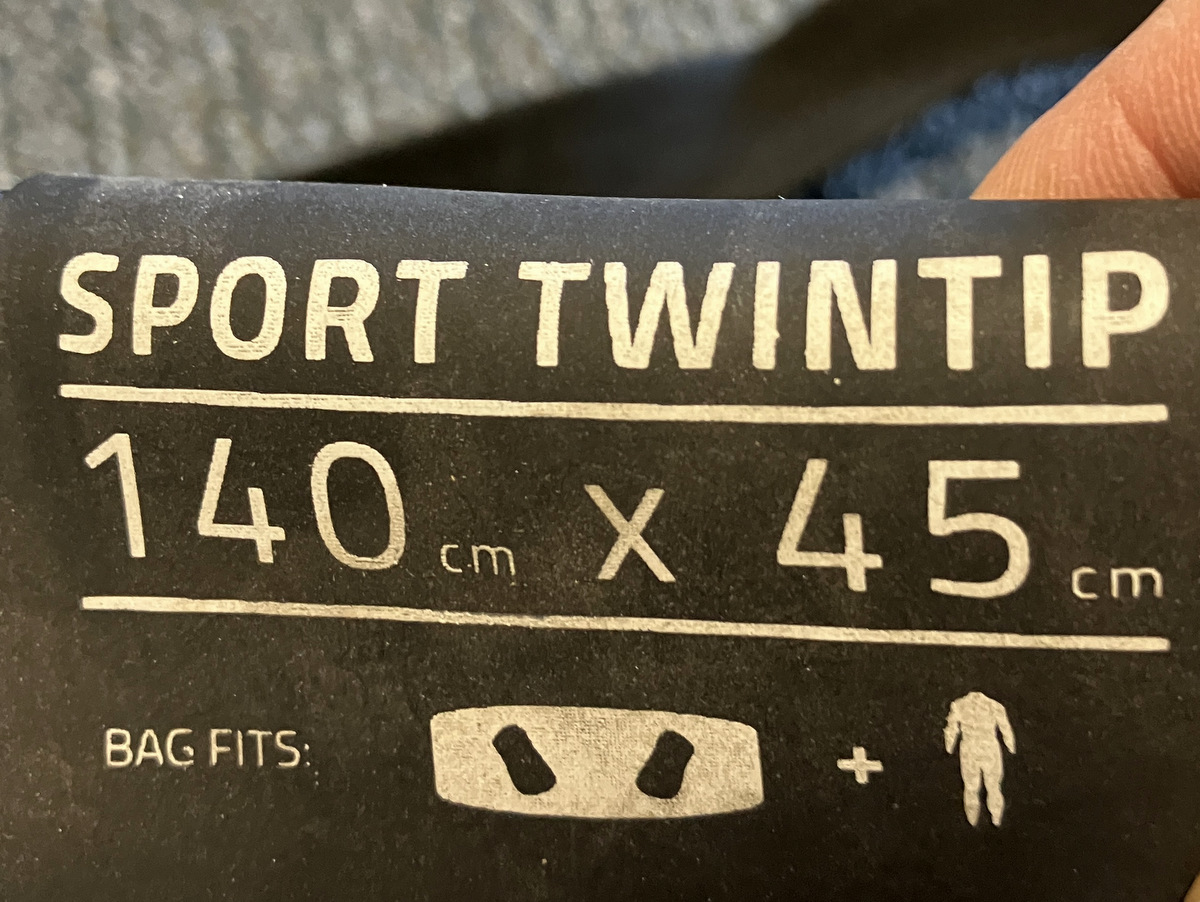 SPORT TWINTIP
140 cm x 45 cm
BAG FITS: +